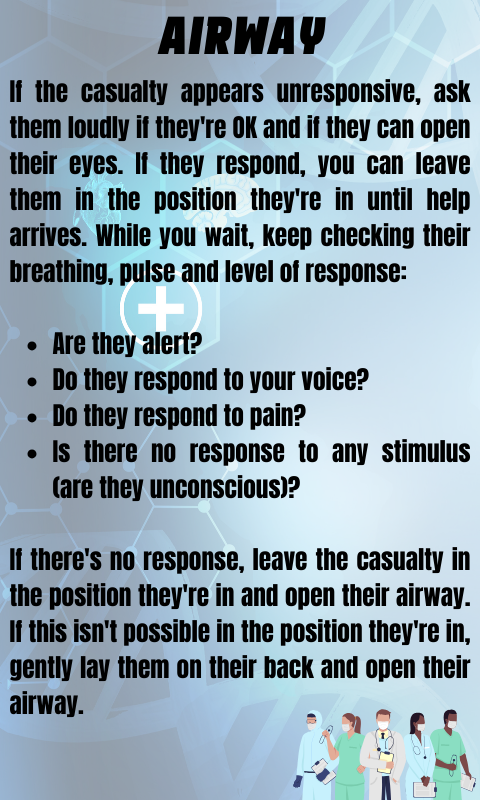 AIRWAY
If the casualty appears unresponsive, ask
them loudly if they're OK and if they can open
their eyes. If they respond, you can leave
them in the position they're in until help
arrives. While you wait, keep checking their
breathing, pulse and level of response:
• Are they alert?
• Do they respond to your voice?
• Do they respond to pain?
• Is there no response to any stimulus
(are they unconscious)?
If there's no response, leave the casualty in
the position they're in and open their airway.
If this isn't possible in the position they're in,
gently lay them on their back and open their
airway.